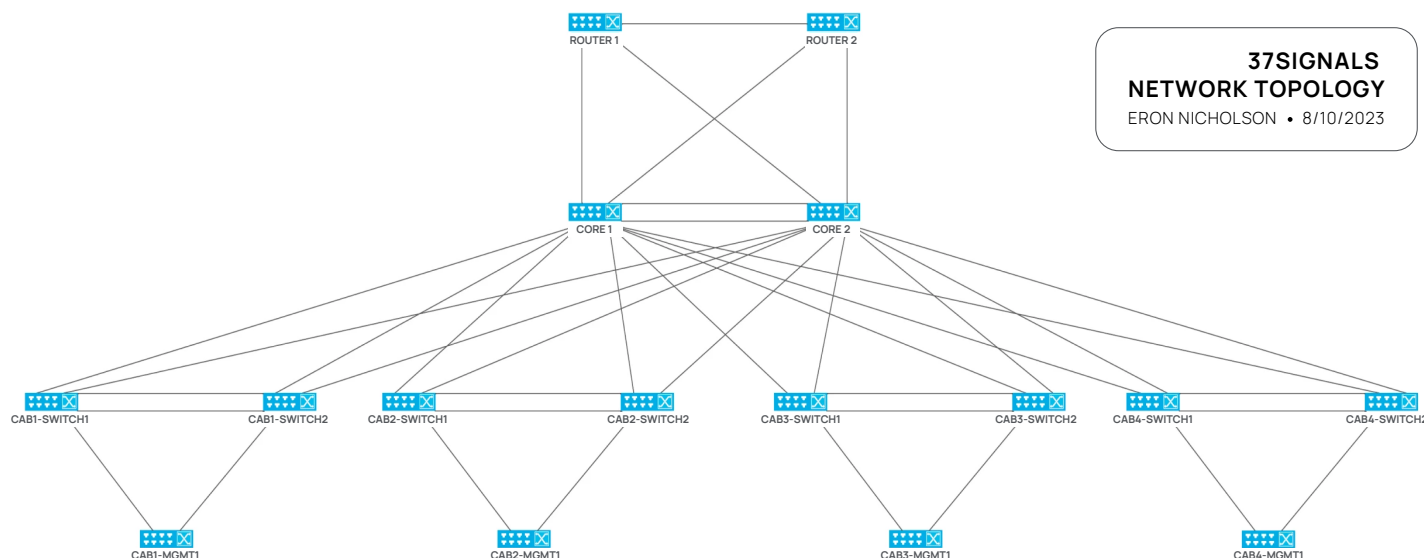 ROUTER 1
ROUTER 2
37SIGNALS
NETWORK TOPOLOGY
ERON NICHOLSON • 8/10/2023
CORE 1
CORE 2
CAB1-SWITCH1
CAB1-SWITCH2
CAB2-SWITCH1
CAB2-SWITCH2
CAB3-SWITCH1
CAB3-SWITCH2
CAB4-SWITCH1
CAB4-SWITCH2
CAB1-MGMT1
CAB2-MGMT1
CAB3-MGMT1
CAB4-MGMT1